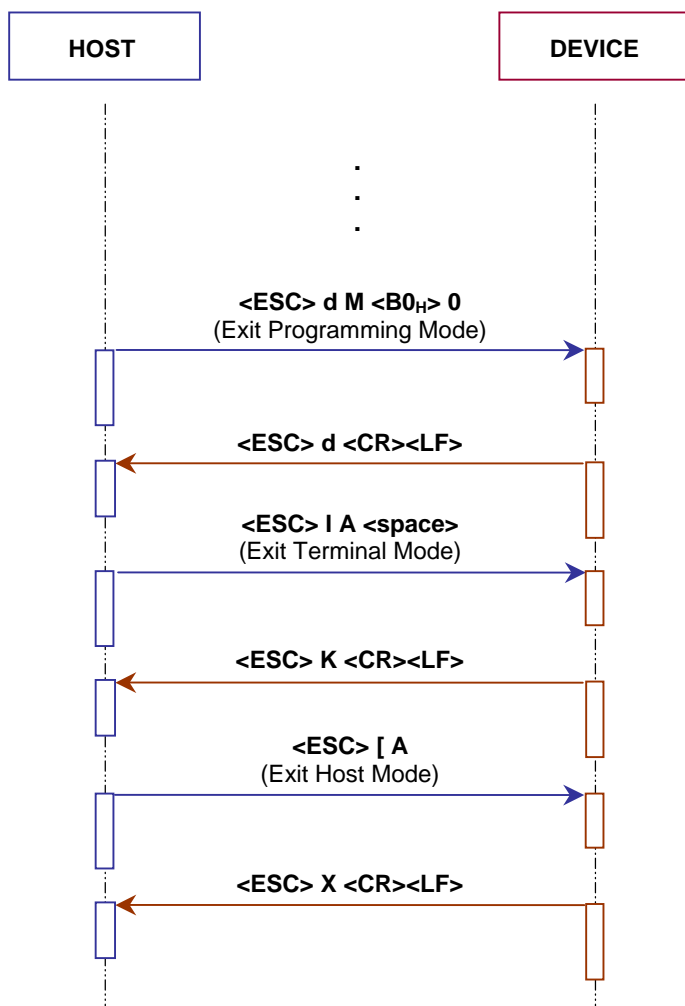 HOST
DEVICE
.
.
.
<ESC> d M <B0H> 0
(Exit Programming Mode)
<ESC> d <CR><LF>
<ESC> I A <space>
(Exit Terminal Mode)
<ESC> K <CR><LF>
<ESC> [ A
(Exit Host Mode)
<ESC> X <CR><LF>